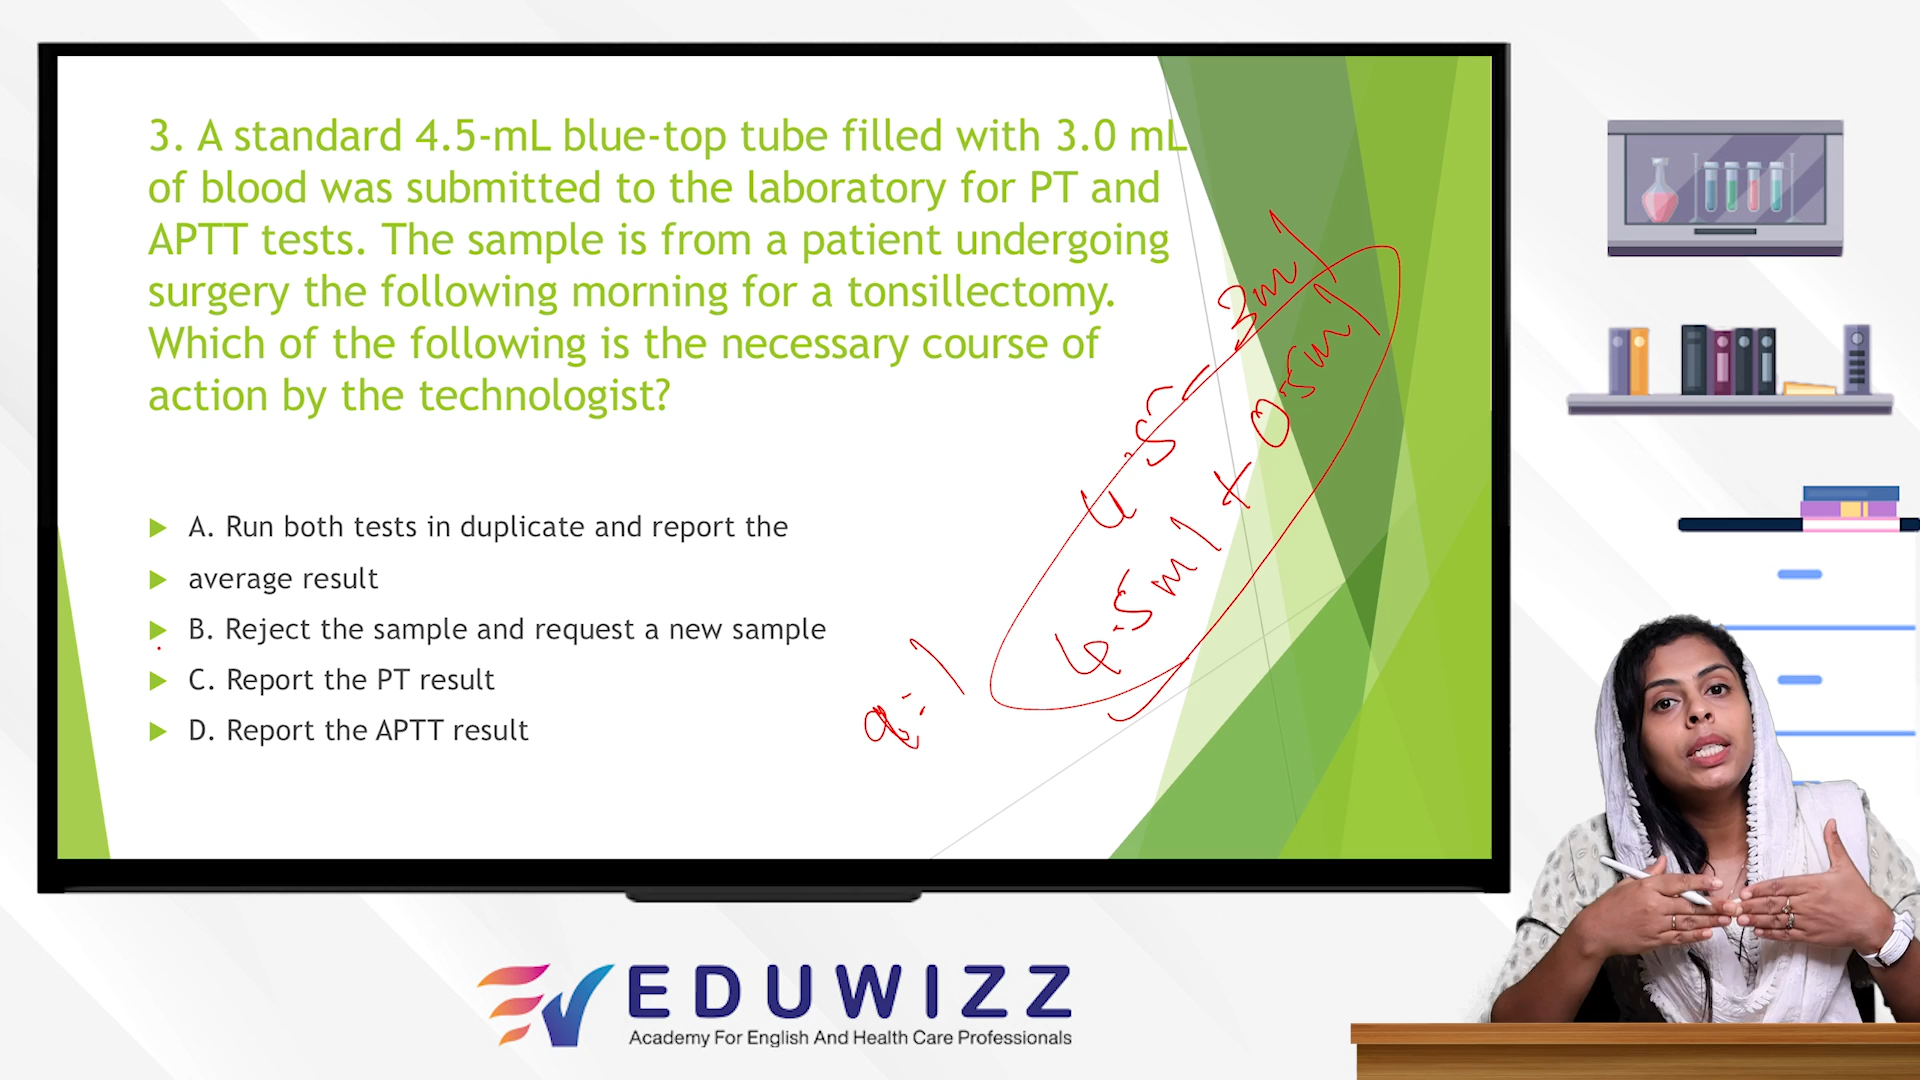 3. A standard 4.5-mL blue-top tube filled with 3.0 mL
of blood was submitted to the laboratory for PT and
APTT tests. The sample is from a patient undergoing
surgery the following morning for a tonsillectomy.
Which of the following is the necessary course of
action by the technologist?
A. Run both tests in duplicate and report the
average result
B. Reject the sample and request a new sample
C. Report the PT result
D. Report the APTT result
4.5 - 3ml
4.5ml + 0.5ml
9:1
EDUWIZZ
Academy For English And Health Care Professionals